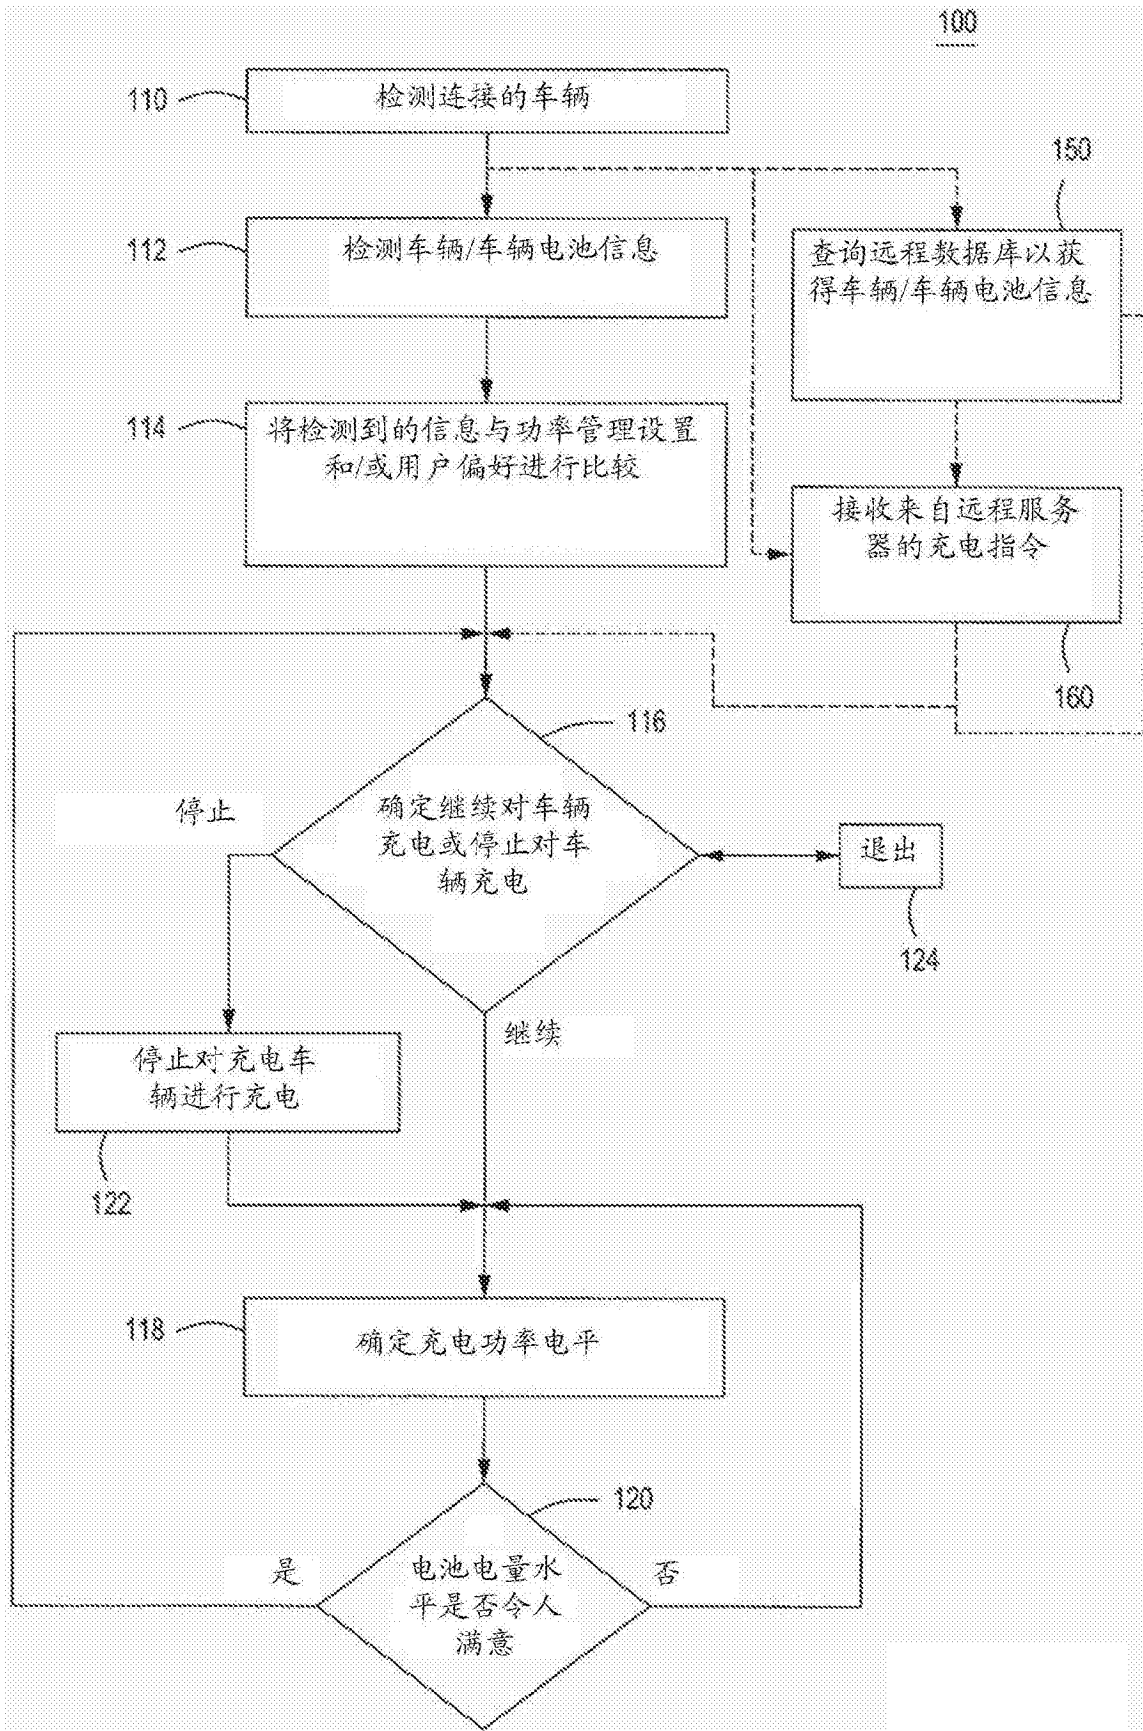 100
110
检测连接的车辆
150
112
检测车辆/车辆电池信息
查询远程数据库以获
得车辆/车辆电池信息
114
将检测到的信息与功率管理设置
和/或用户偏好进行比较
接收来自远程服务
器的充电指令
160
116
停止
确定继续对车辆
充电或停止对车
辆充电
退出
124
继续
停止对充电车
辆进行充电
122
118
确定充电功率电平
120
是
电池电量水
平是否令人
满意
否